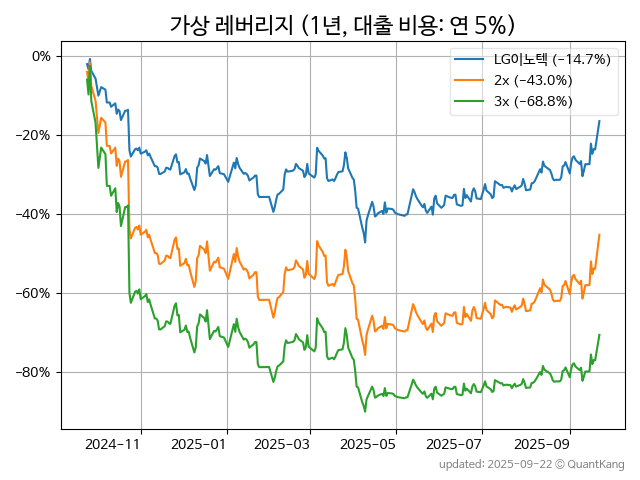 가상 레버리지 (1년, 대출 비용: 연 5%)
LG이노텍 (−14.7%)
2x (−43.0%)
3x (−68.8%)
0%
−20%
−40%
−60%
−80%
2024-11 2025-01 2025-03 2025-05 2025-07 2025-09
updated: 2025-09-22 © QuantKang